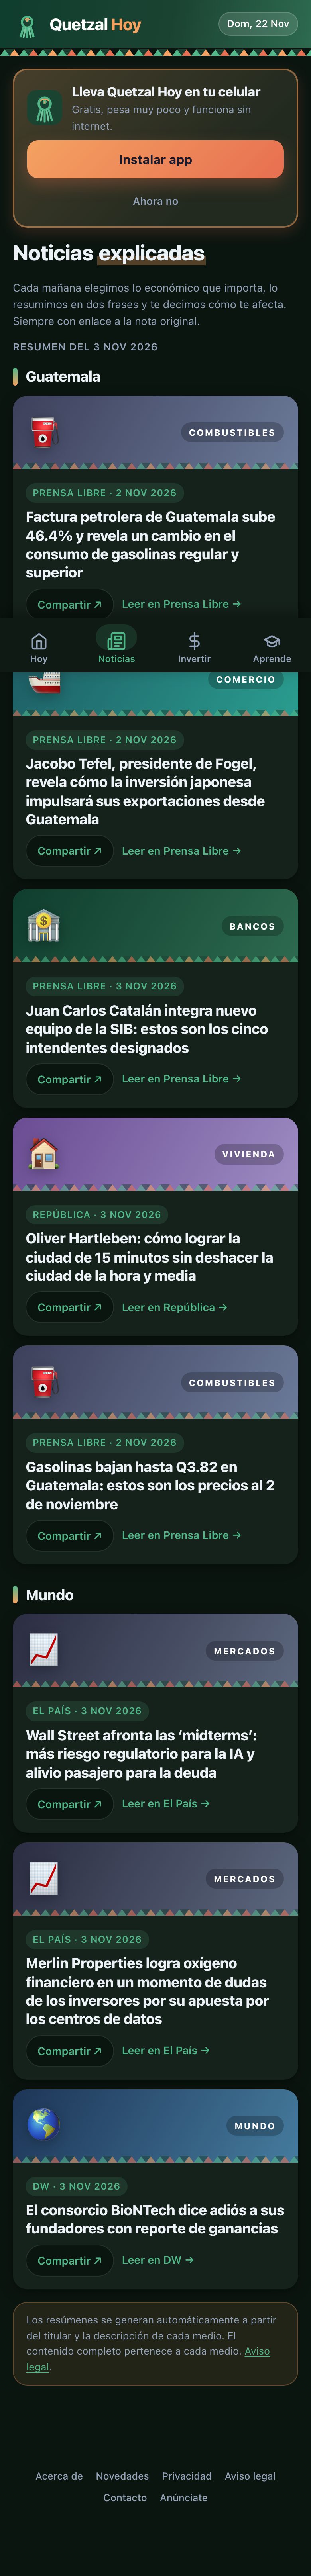 Quetzal Hoy
Dom, 22 Nov
Lleva Quetzal Hoy en tu celular
Gratis, pesa muy poco y funciona sin
internet.
Instalar app
Ahora no
Noticias explicadas
Cada mañana elegimos lo económico que importa, lo
resumimos en dos frases y te decimos cómo te afecta.
Siempre con enlace a la nota original.
RESUMEN DEL 3 NOV 2026
Guatemala
COMBUSTIBLES
PRENSA LIBRE · 2 NOV 2026
Factura petrolera de Guatemala sube
46.4% y revela un cambio en el
consumo de gasolinas regular y
superior
Compartir ↗ Leer en Prensa Libre →
Hoy
Noticias
Invertir
Aprende
COMERCIO
PRENSA LIBRE · 2 NOV 2026
Jacobo Tefel, presidente de Fogel,
revela cómo la inversión japonesa
impulsará sus exportaciones desde
Guatemala
Compartir ↗ Leer en Prensa Libre →
BANCOS
PRENSA LIBRE · 3 NOV 2026
Juan Carlos Catalán integra nuevo
equipo de la SIB: estos son los cinco
intendentes designados
Compartir ↗ Leer en Prensa Libre →
VIVIENDA
REPÚBLICA · 3 NOV 2026
Oliver Hartleben: cómo lograr la
ciudad de 15 minutos sin deshacer la
ciudad de la hora y media
Compartir ↗ Leer en República →
COMBUSTIBLES
PRENSA LIBRE · 2 NOV 2026
Gasolinas bajan hasta Q3.82 en
Guatemala: estos son los precios al 2
de noviembre
Compartir ↗ Leer en Prensa Libre →
Mundo
MERCADOS
EL PAÍS · 3 NOV 2026
Wall Street afronta las ‘midterms’:
más riesgo regulatorio para la IA y
alivio pasajero para la deuda
Compartir ↗ Leer en El País →
MERCADOS
EL PAÍS · 3 NOV 2026
Merlin Properties logra oxígeno
financiero en un momento de dudas
de los inversores por su apuesta por
los centros de datos
Compartir ↗ Leer en El País →
MUNDO
DW · 3 NOV 2026
El consorcio BioNTech dice adiós a sus
fundadores con reporte de ganancias
Compartir ↗ Leer en DW →
Los resúmenes se generan automáticamente a partir
del titular y la descripción de cada medio. El
contenido completo pertenece a cada medio. Aviso
legal.
Acerca de Novedades Privacidad Aviso legal
Contacto Anúnciate